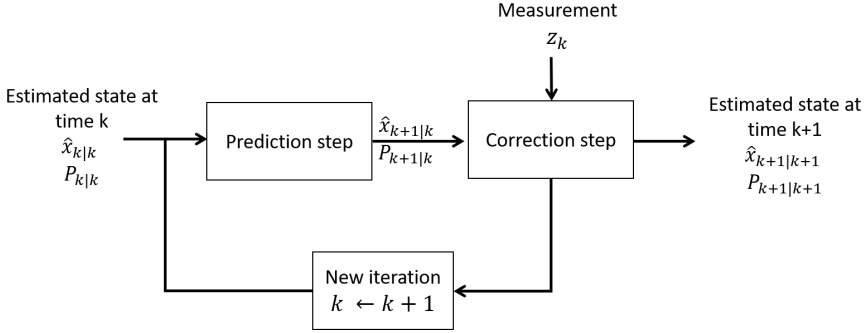 Measurement
z_k
Estimated state at
time k
x̂_{k|k}
P_{k|k}
Prediction step
x̂_{k+1|k}
P_{k+1|k}
Correction step
Estimated state at
time k+1
x̂_{k+1|k+1}
P_{k+1|k+1}
New iteration
k ← k + 1